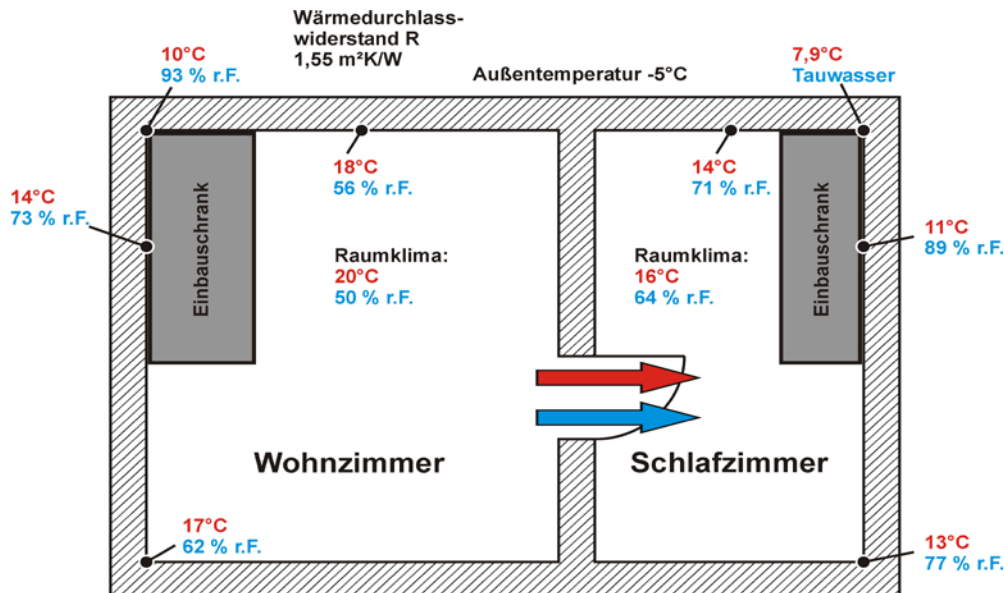 Wärmedurchlass-
widerstand R
1,55 m²K/W
10°C
93 % r.F.
Außentemperatur -5°C
7,9°C
Tauwasser
18°C
56 % r.F.
14°C
71 % r.F.
14°C
73 % r.F.
Einbauschrank
Raumklima:
20°C
50 % r.F.
Raumklima:
16°C
64 % r.F.
Einbauschrank
11°C
89 % r.F.
Wohnzimmer
Schlafzimmer
17°C
62 % r.F.
13°C
77 % r.F.